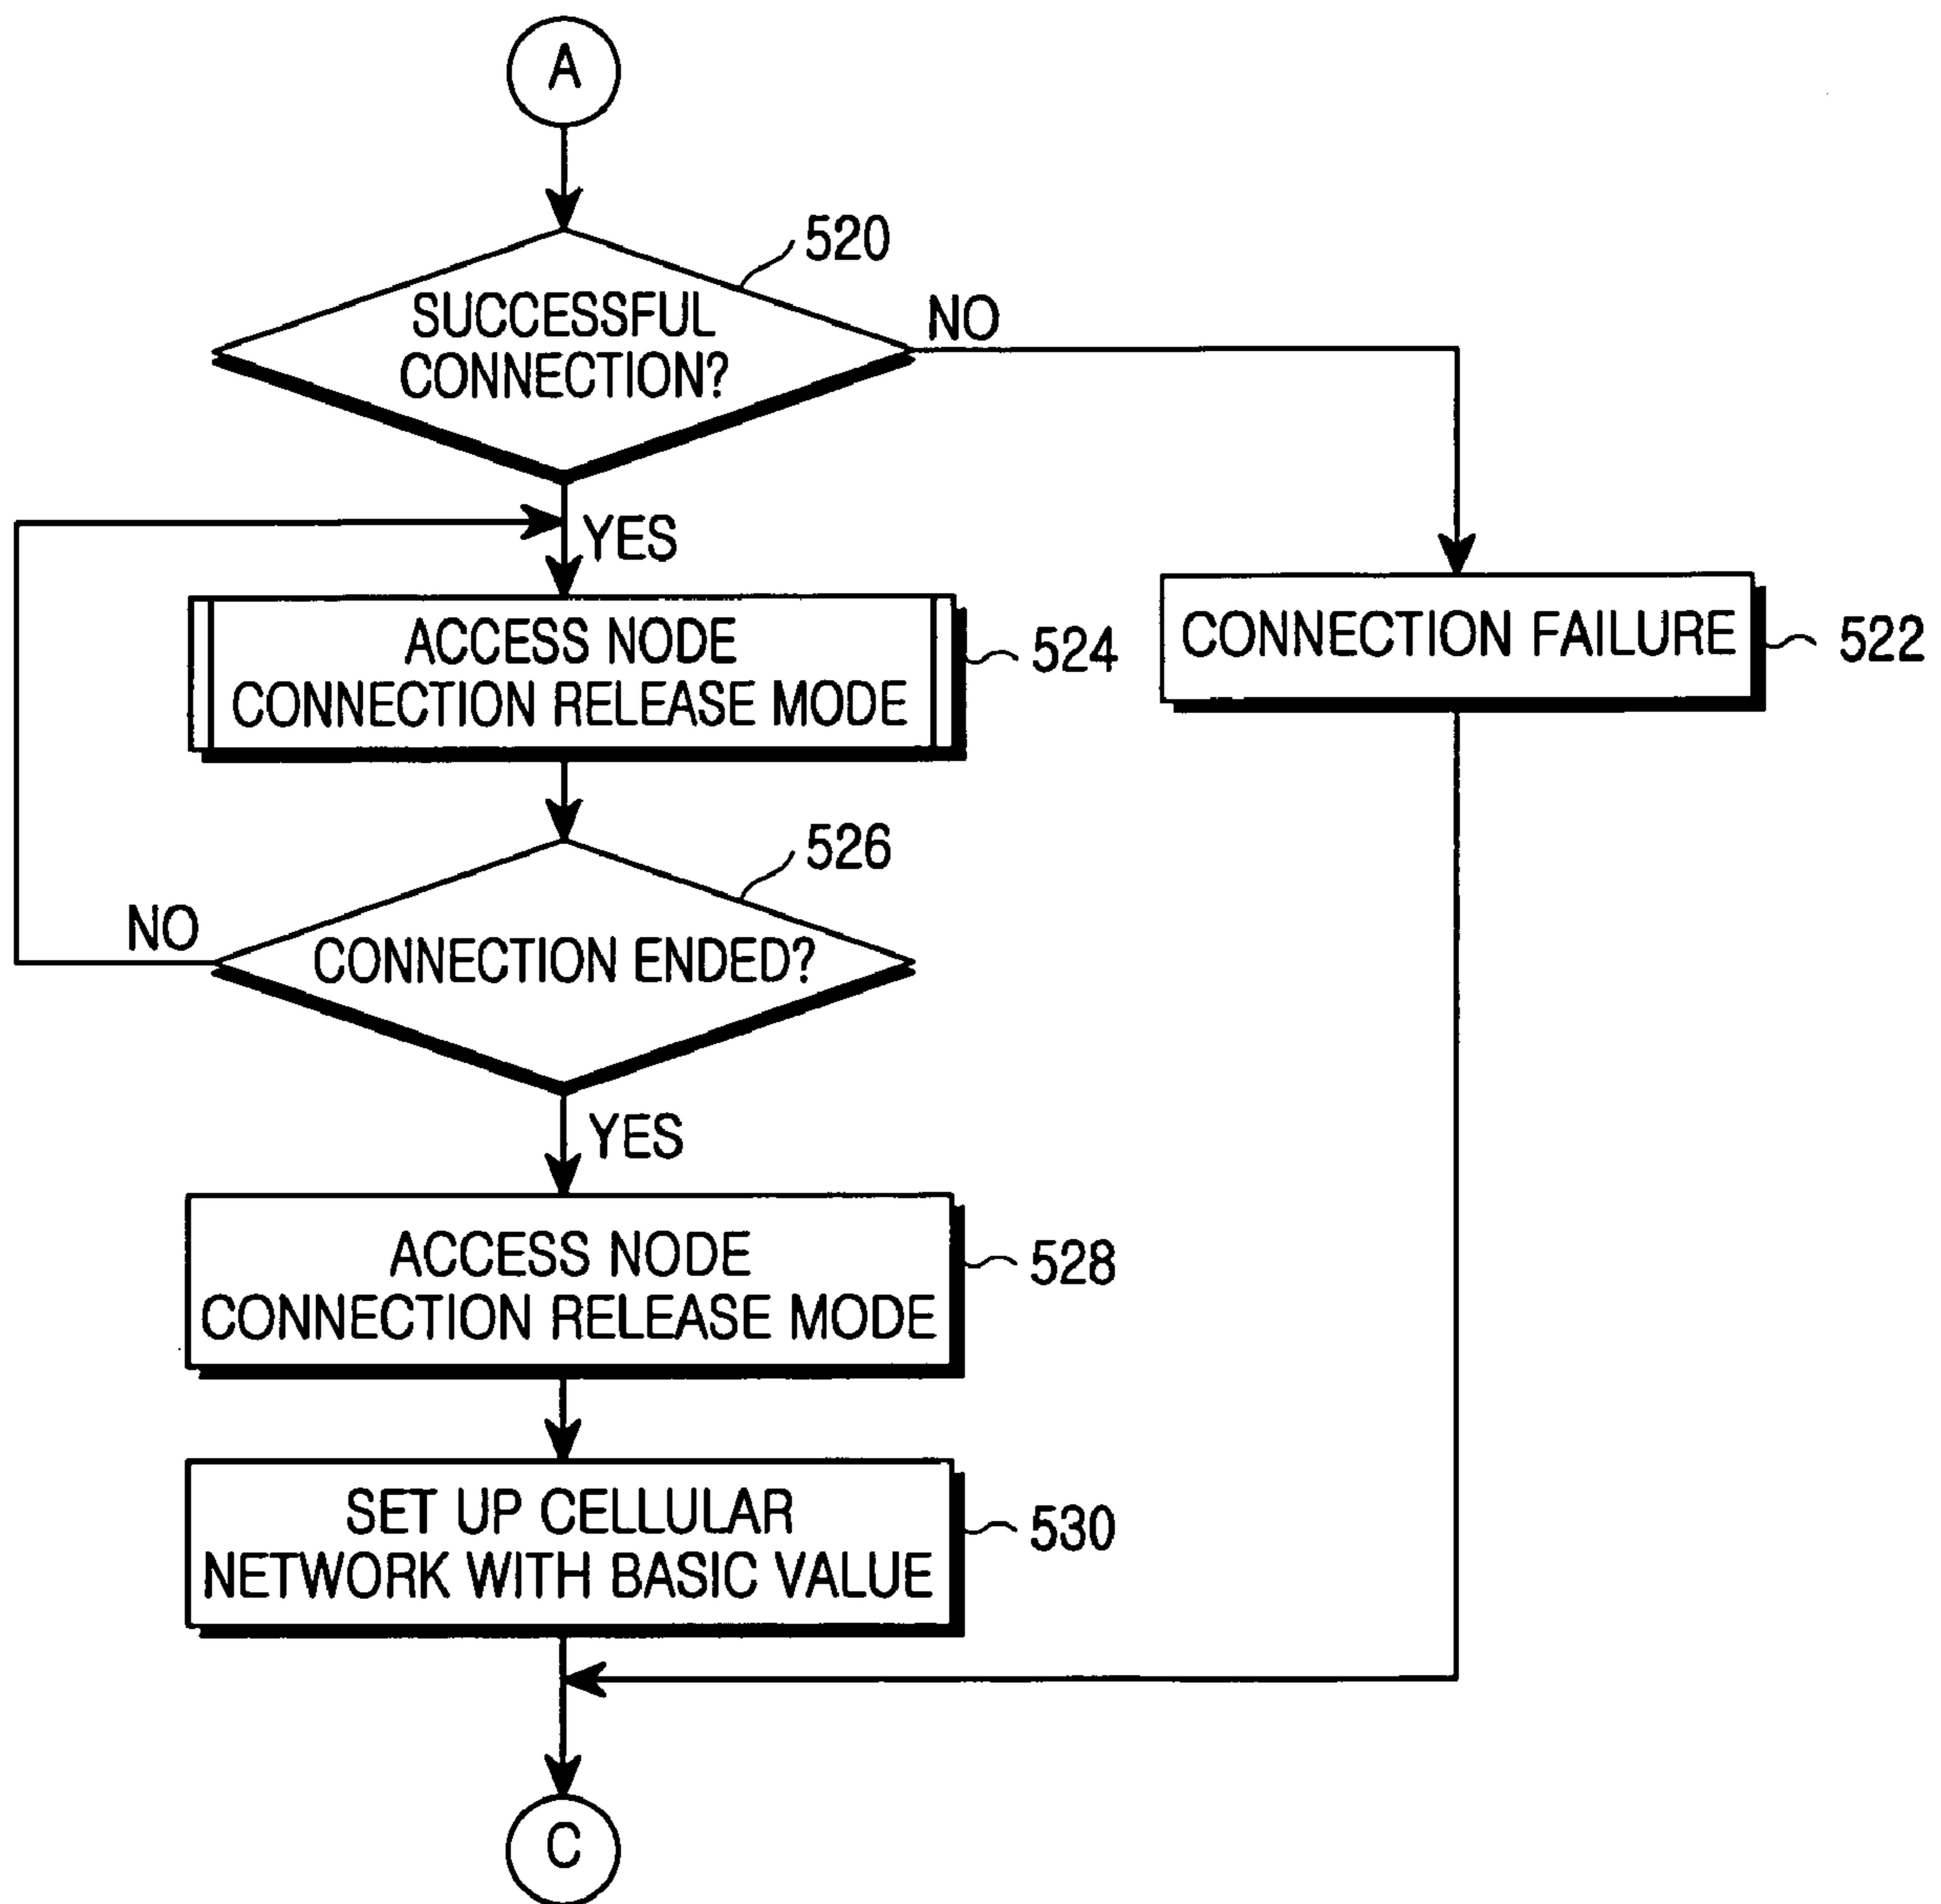 A
520
SUCCESSFUL
CONNECTION?
NO
YES
ACCESS NODE
CONNECTION RELEASE MODE
524
CONNECTION FAILURE
522
526
NO
CONNECTION ENDED?
YES
ACCESS NODE
CONNECTION RELEASE MODE
528
SET UP CELLULAR
NETWORK WITH BASIC VALUE
530
C